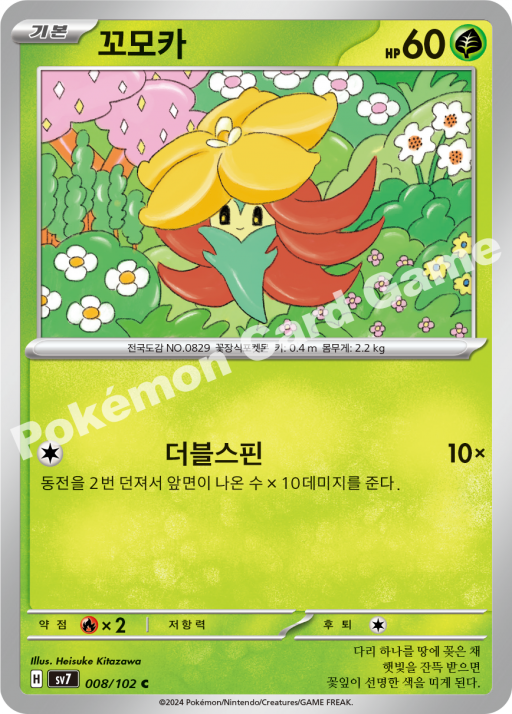 기본 꼬모카 HP 60
전국도감 NO.0829 꽃장식포켓몬 키: 0.4 m 몸무게: 2.2 kg
Pokémon Card Game
더블스핀 10×
동전을 2번 던져서 앞면이 나온 수 × 10데미지를 준다.
약점 ×2 저항력 후퇴
Illus. Heisuke Kitazawa
H sv7 008/102 C
다리 하나를 땅에 꽂은 채
햇빛을 잔뜩 받으면
꽃잎이 선명한 색을 띠게 된다.
©2024 Pokémon/Nintendo/Creatures/GAME FREAK.